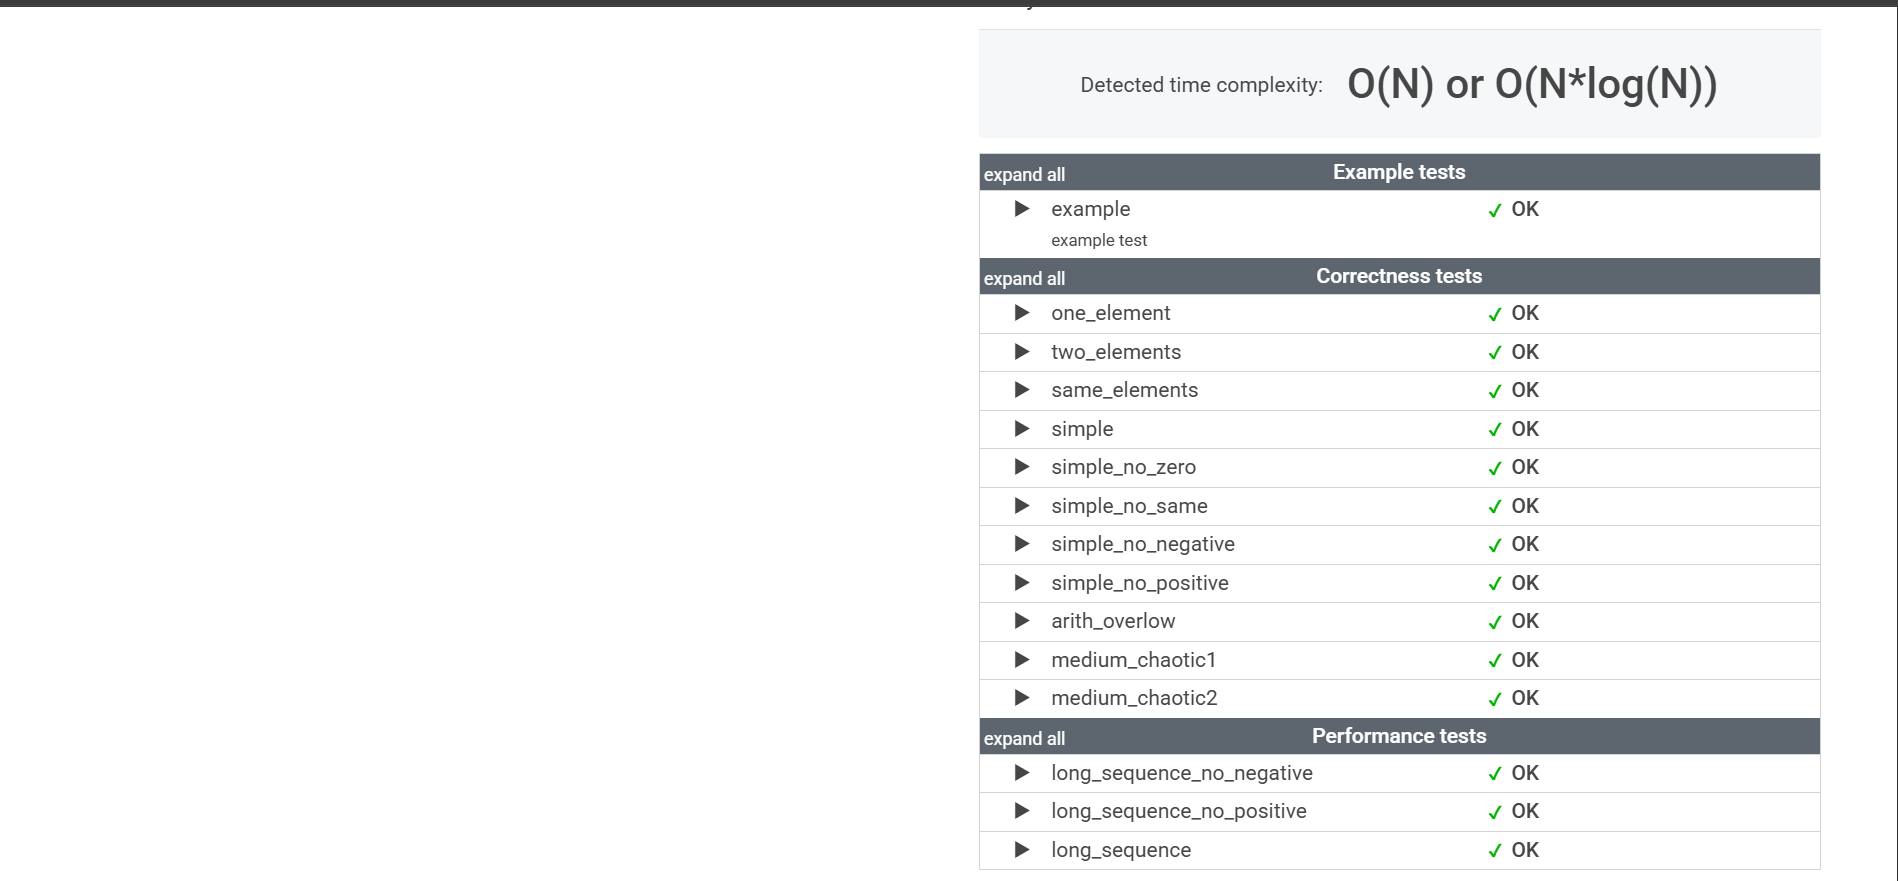 Detected time complexity: O(N) or O(N*log(N))
expand all Example tests
example ✓ OK
example test
expand all Correctness tests
one_element ✓ OK
two_elements ✓ OK
same_elements ✓ OK
simple ✓ OK
simple_no_zero ✓ OK
simple_no_same ✓ OK
simple_no_negative ✓ OK
simple_no_positive ✓ OK
arith_overlow ✓ OK
medium_chaotic1 ✓ OK
medium_chaotic2 ✓ OK
expand all Performance tests
long_sequence_no_negative ✓ OK
long_sequence_no_positive ✓ OK
long_sequence ✓ OK